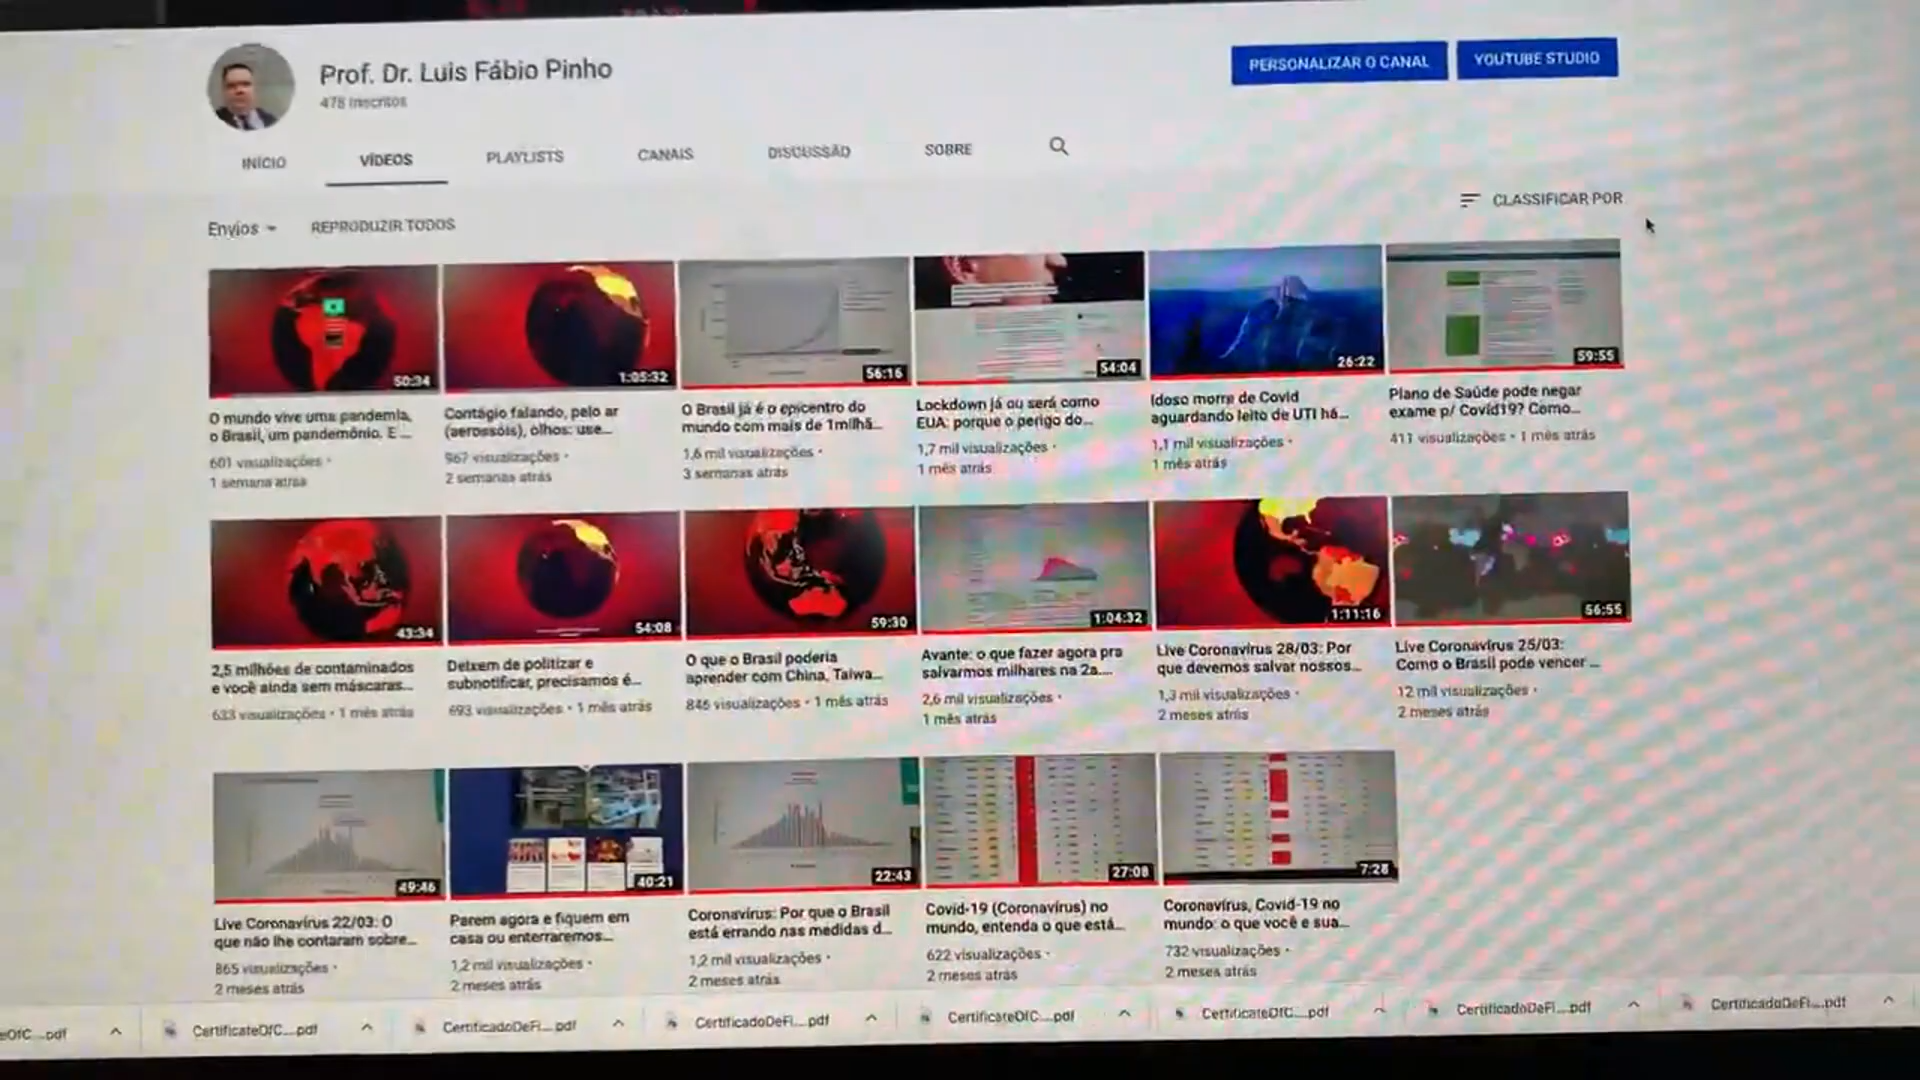 Prof. Dr. Luis Fábio Pinho
478 inscritos
PERSONALIZAR O CANAL
YOUTUBE STUDIO
INÍCIO
VÍDEOS
PLAYLISTS
CANAIS
DISCUSSÃO
SOBRE
Envios
REPRODUZIR TODOS
CLASSIFICAR POR
50:34
1:05:32
56:16
54:04
26:22
59:55
O mundo vive uma pandemia,
o Brasil, um pandemônio. E ...
601 visualizações •
1 semana atrás
Contágio falando, pelo ar
(aerossóis), olhos: use...
967 visualizações •
2 semanas atrás
O Brasil já é o epicentro do
mundo com mais de 1milhã...
1,6 mil visualizações •
3 semanas atrás
Lockdown já ou será como
EUA: porque o perigo do...
1,7 mil visualizações •
1 mês atrás
Idoso morre de Covid
aguardando leito de UTI há...
1,1 mil visualizações •
1 mês atrás
Plano de Saúde pode negar
exame p/ Covid19? Como...
411 visualizações • 1 mês atrás
43:34
54:08
59:30
1:04:32
1:11:16
56:55
2,5 milhões de contaminados
e você ainda sem máscaras...
633 visualizações • 1 mês atrás
Deixem de politizar e
subnotificar, precisamos é...
693 visualizações • 1 mês atrás
O que o Brasil poderia
aprender com China, Taiwa...
846 visualizações • 1 mês atrás
Avante: o que fazer agora pra
salvarmos milhares na 2a....
2,6 mil visualizações •
1 mês atrás
Live Coronavírus 28/03: Por
que devemos salvar nossos...
1,3 mil visualizações •
2 meses atrás
Live Coronavírus 25/03:
Como o Brasil pode vencer ...
12 mil visualizações •
2 meses atrás
49:46
40:21
22:43
27:08
7:28
Live Coronavírus 22/03: O
que não lhe contaram sobre...
865 visualizações •
2 meses atrás
Parem agora e fiquem em
casa ou enterraremos...
1,2 mil visualizações •
2 meses atrás
Coronavírus: Por que o Brasil
está errando nas medidas d...
1,2 mil visualizações •
2 meses atrás
Covid-19 (Coronavírus) no
mundo, entenda o que está...
622 visualizações •
2 meses atrás
Coronavírus, Covid-19 no
mundo: o que você e sua...
732 visualizações •
2 meses atrás
eOfC....pdf
CertificateOfC....pdf
CertificadoDeFi....pdf
CertificadoDeFi....pdf
CertificateOfC....pdf
CertificateOfC....pdf
CertificadoDeFi....pdf
CertificadoDeFi....pdf